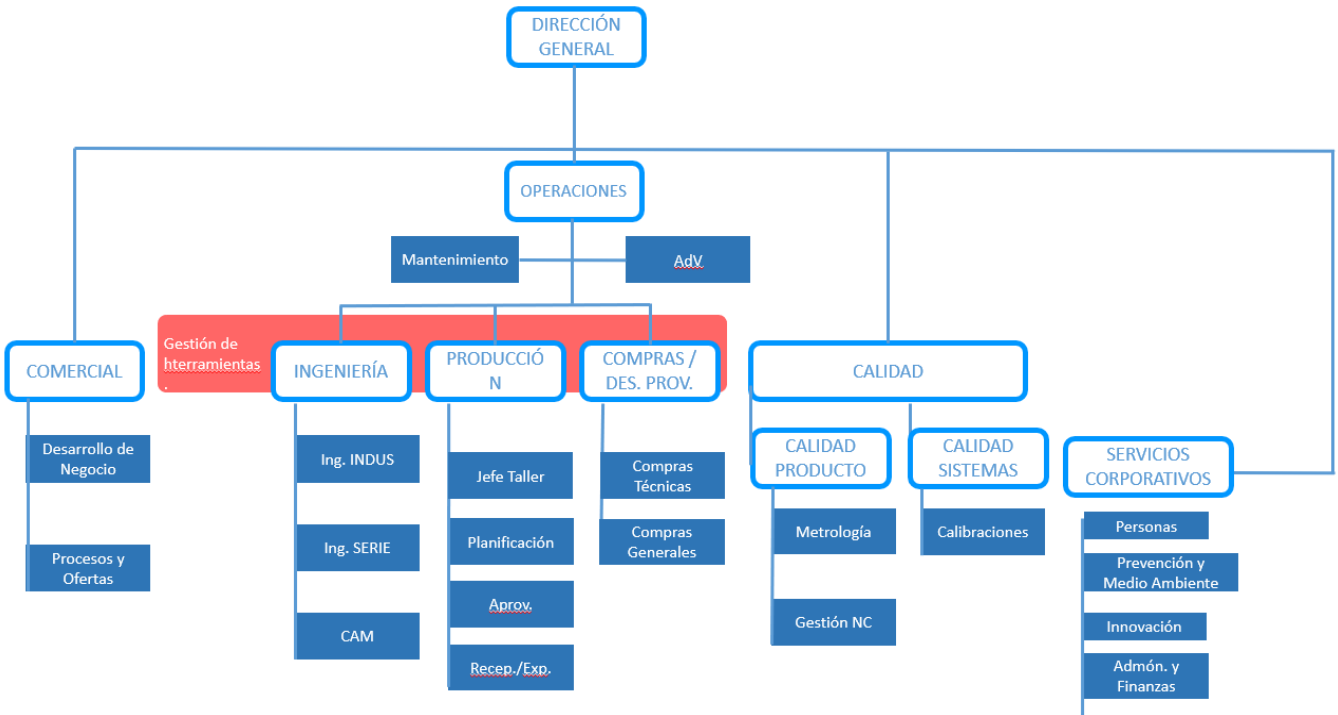 DIRECCIÓN
GENERAL
OPERACIONES
Mantenimiento
AdV
Gestión de
hterramientas
.
COMERCIAL
INGENIERÍA
PRODUCCIÓ
N
COMPRAS /
DES. PROV.
CALIDAD
Desarrollo de
Negocio
Procesos y
Ofertas
Ing. INDUS
Ing. SERIE
CAM
Jefe Taller
Planificación
Aprov.
Recep./Exp.
Compras
Técnicas
Compras
Generales
CALIDAD
PRODUCTO
Metrología
Gestión NC
CALIDAD
SISTEMAS
Calibraciones
SERVICIOS
CORPORATIVOS
Personas
Prevención y
Medio Ambiente
Innovación
Admón. y
Finanzas